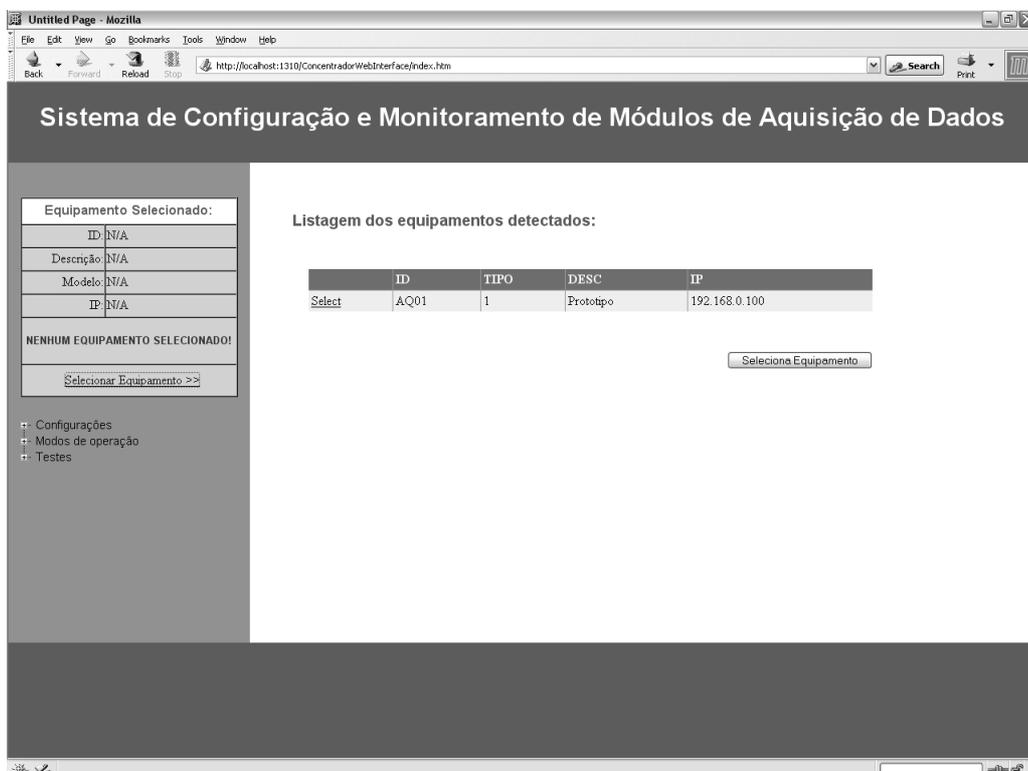 Untitled Page - Mozilla
File Edit View Go Bookmarks Tools Window Help
Back Forward Reload Stop http://localhost:1310/ConcentradorWebInterface/index.htm Search Print
Sistema de Configuração e Monitoramento de Módulos de Aquisição de Dados
Equipamento Selecionado:
ID: N/A
Descrição: N/A
Modelo: N/A
IP: N/A
NENHUM EQUIPAMENTO SELECIONADO!
Selecionar Equipamento >>
Configurações
Modos de operação
Testes
Listagem dos equipamentos detectados:
ID TIPO DESC IP
Select AQ01 1 Prototipo 192.168.0.100
Seleciona Equipamento